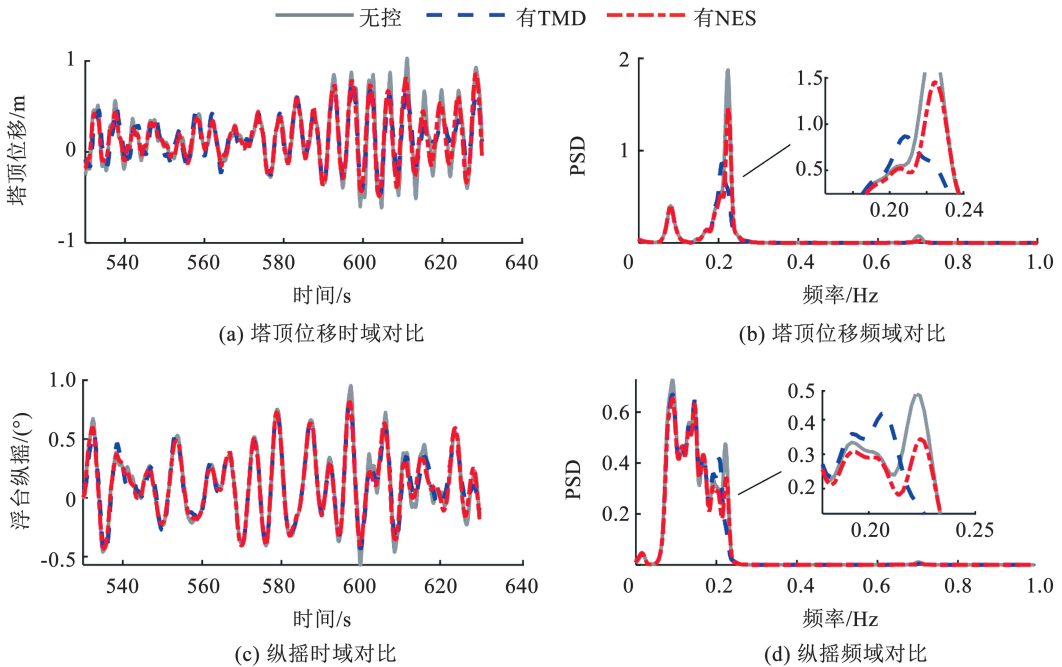 无控 有TMD 有NES
塔顶位移/m
1
0
-1
540 560 580 600 620 640
时间/s
(a) 塔顶位移时域对比
PSD
2
1
0
0 0.2 0.4 0.6 0.8 1.0
频率/Hz
1.5
1.0
0.5
0.20 0.24
(b) 塔顶位移频域对比
浮台纵摇/(°)
1.0
0.5
0
-0.5
540 560 580 600 620 640
时间/s
(c) 纵摇时域对比
PSD
0.6
0.4
0.2
0 0.2 0.4 0.6 0.8 1.0
频率/Hz
0.5
0.4
0.3
0.2
0.20 0.25
(d) 纵摇频域对比